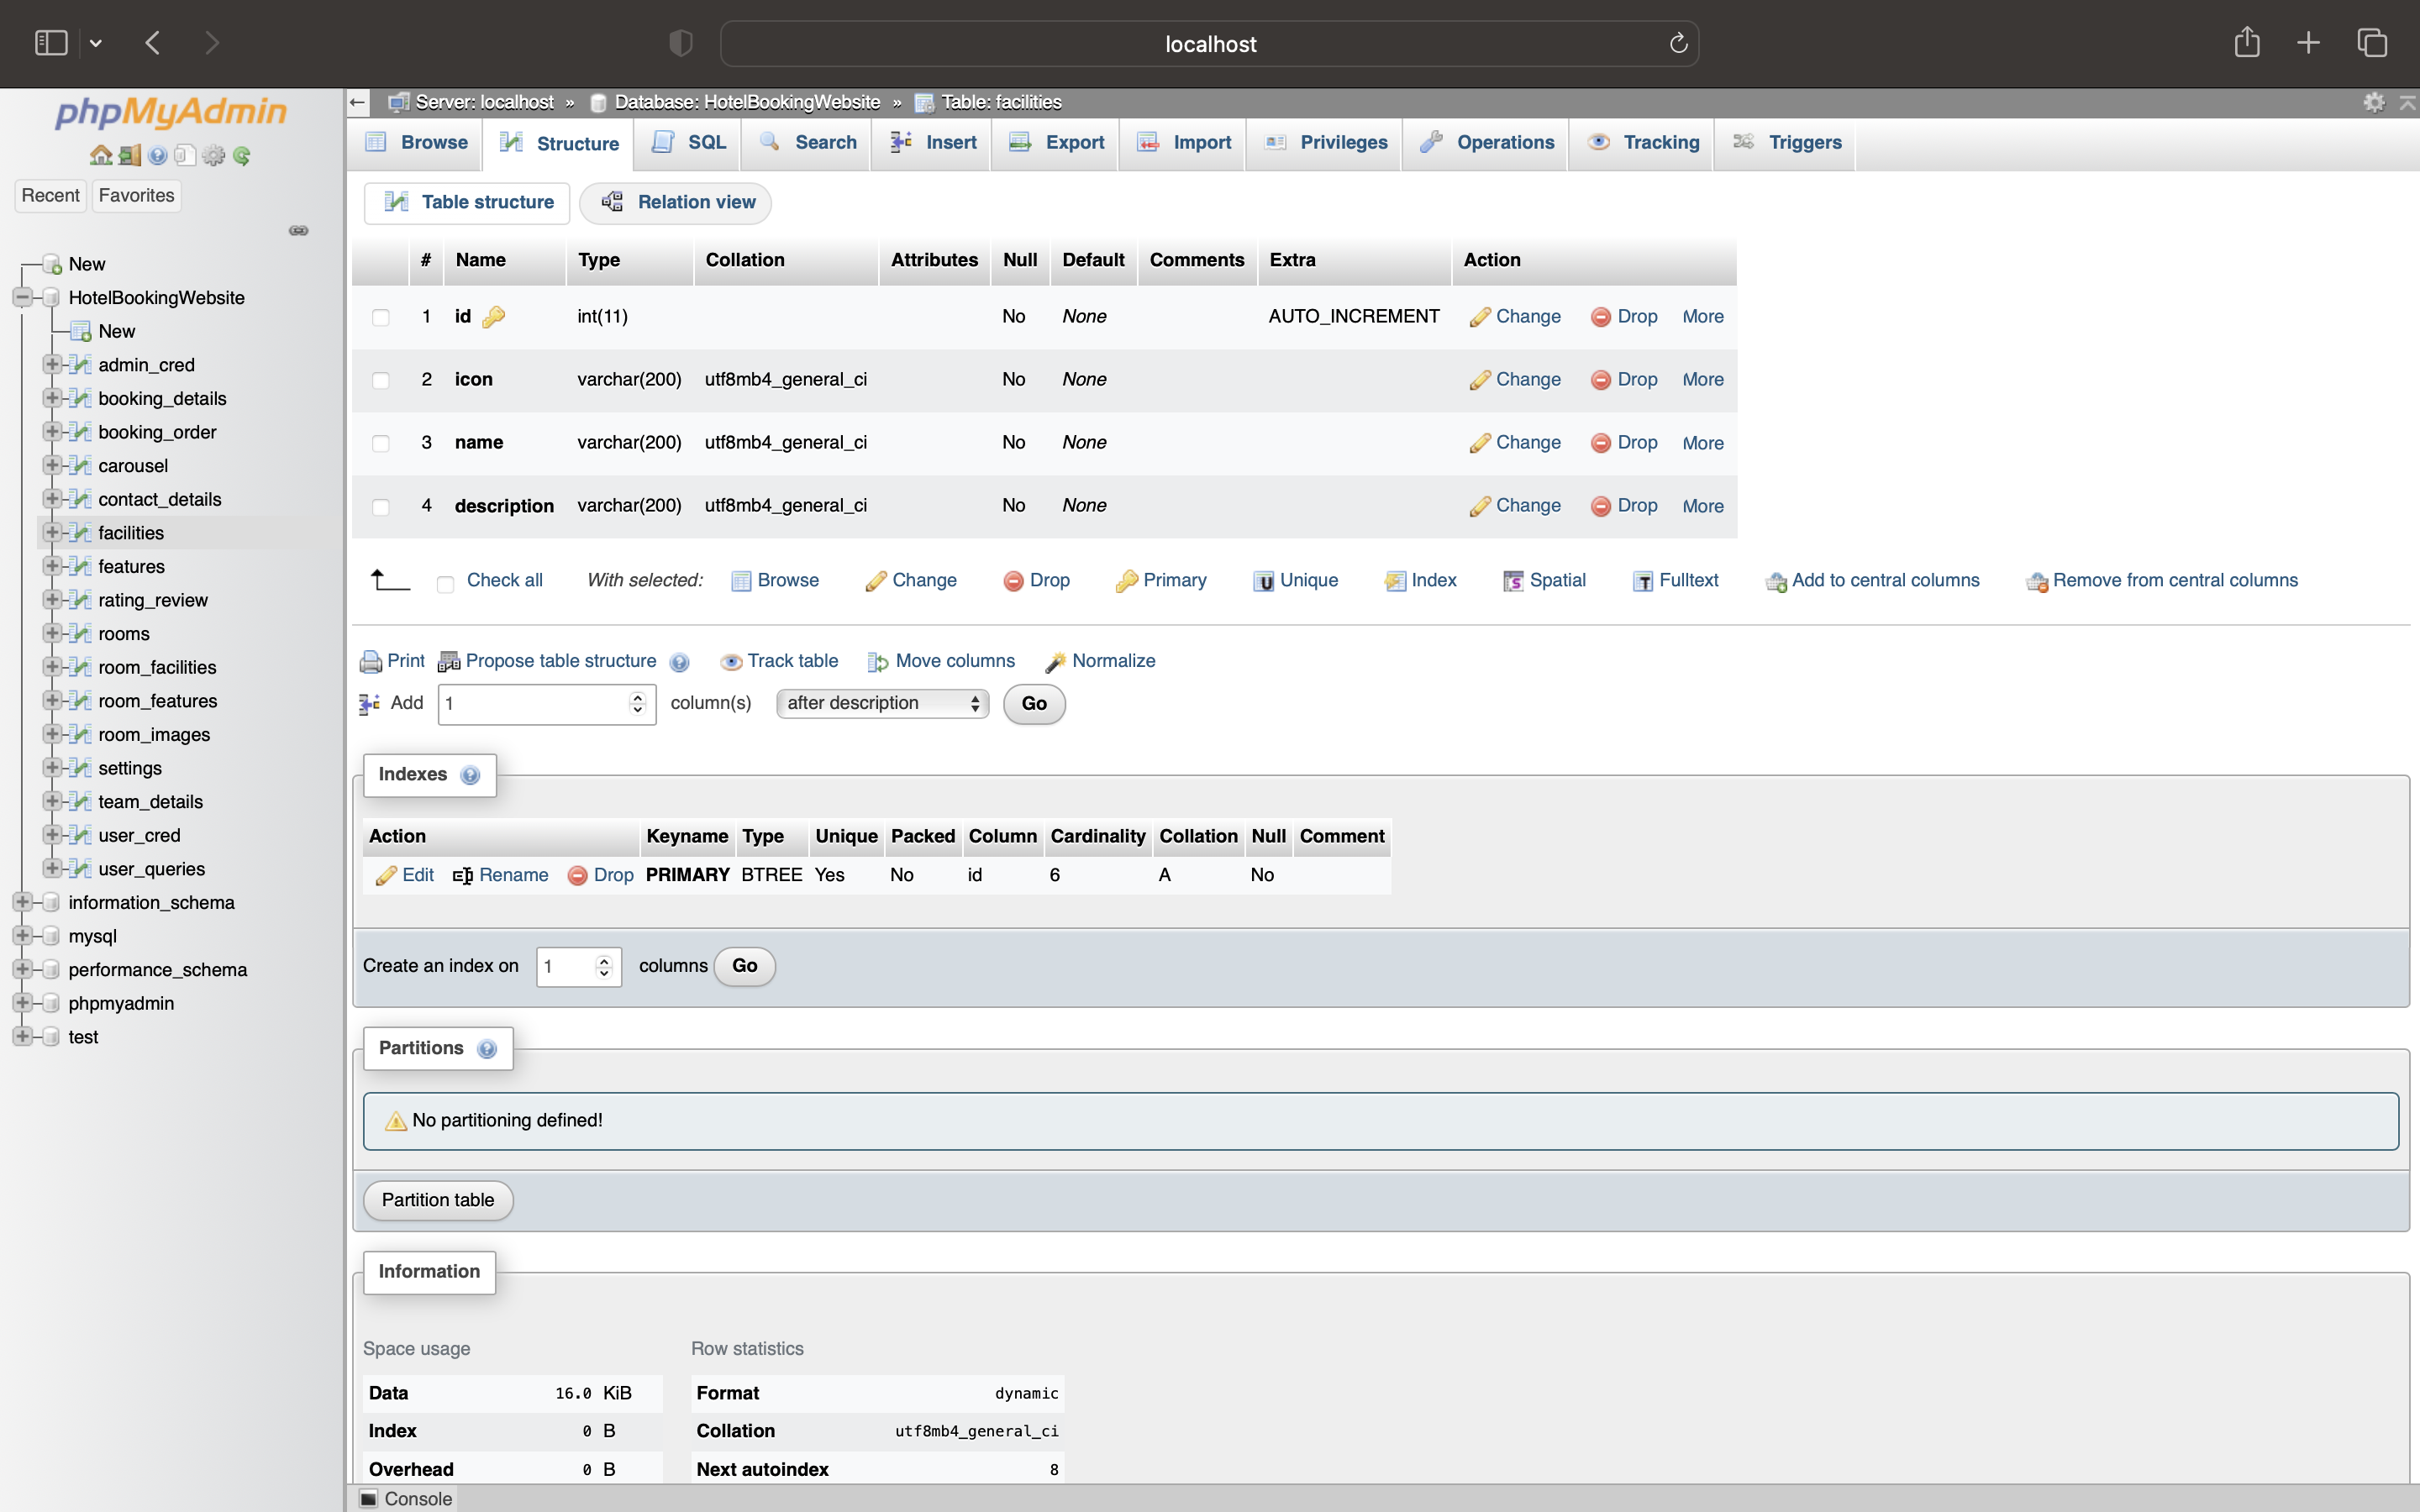 localhost
phpMyAdmin
Recent Favorites
New
HotelBookingWebsite
New
admin_cred
booking_details
booking_order
carousel
contact_details
facilities
features
rating_review
rooms
room_facilities
room_features
room_images
settings
team_details
user_cred
user_queries
information_schema
mysql
performance_schema
phpmyadmin
test
Server: localhost » Database: HotelBookingWebsite » Table: facilities
Browse Structure SQL Search Insert Export Import Privileges Operations Tracking Triggers
Table structure Relation view
# Name Type Collation Attributes Null Default Comments Extra Action
1 id int(11) No None AUTO_INCREMENT Change Drop More
2 icon varchar(200) utf8mb4_general_ci No None Change Drop More
3 name varchar(200) utf8mb4_general_ci No None Change Drop More
4 description varchar(200) utf8mb4_general_ci No None Change Drop More
Check all With selected: Browse Change Drop Primary Unique Index Spatial Fulltext Add to central columns Remove from central columns
Print Propose table structure Track table Move columns Normalize
Add 1 column(s) after description Go
Indexes
Action Keyname Type Unique Packed Column Cardinality Collation Null Comment
Edit Rename Drop PRIMARY BTREE Yes No id 6 A No
Create an index on 1 columns Go
Partitions
No partitioning defined!
Partition table
Information
Space usage
Data 16.0 KiB
Index 0 B
Overhead 0 B
Row statistics
Format dynamic
Collation utf8mb4_general_ci
Next autoindex 8
Console